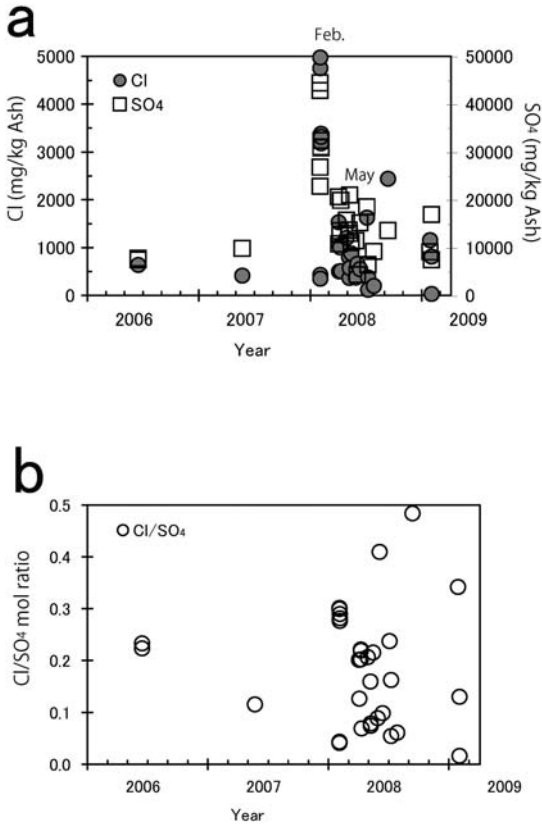 a
Feb.
5000
4000
3000
2000
1000
0
Cl (mg/kg Ash)
Cl
SO₄
May
50000
40000
30000
20000
10000
0
SO₄ (mg/kg Ash)
2006 2007 2008 2009
Year
b
0.5
0.4
0.3
0.2
0.1
0.0
Cl/SO₄ mol ratio
Cl/SO₄
2006 2007 2008 2009
Year